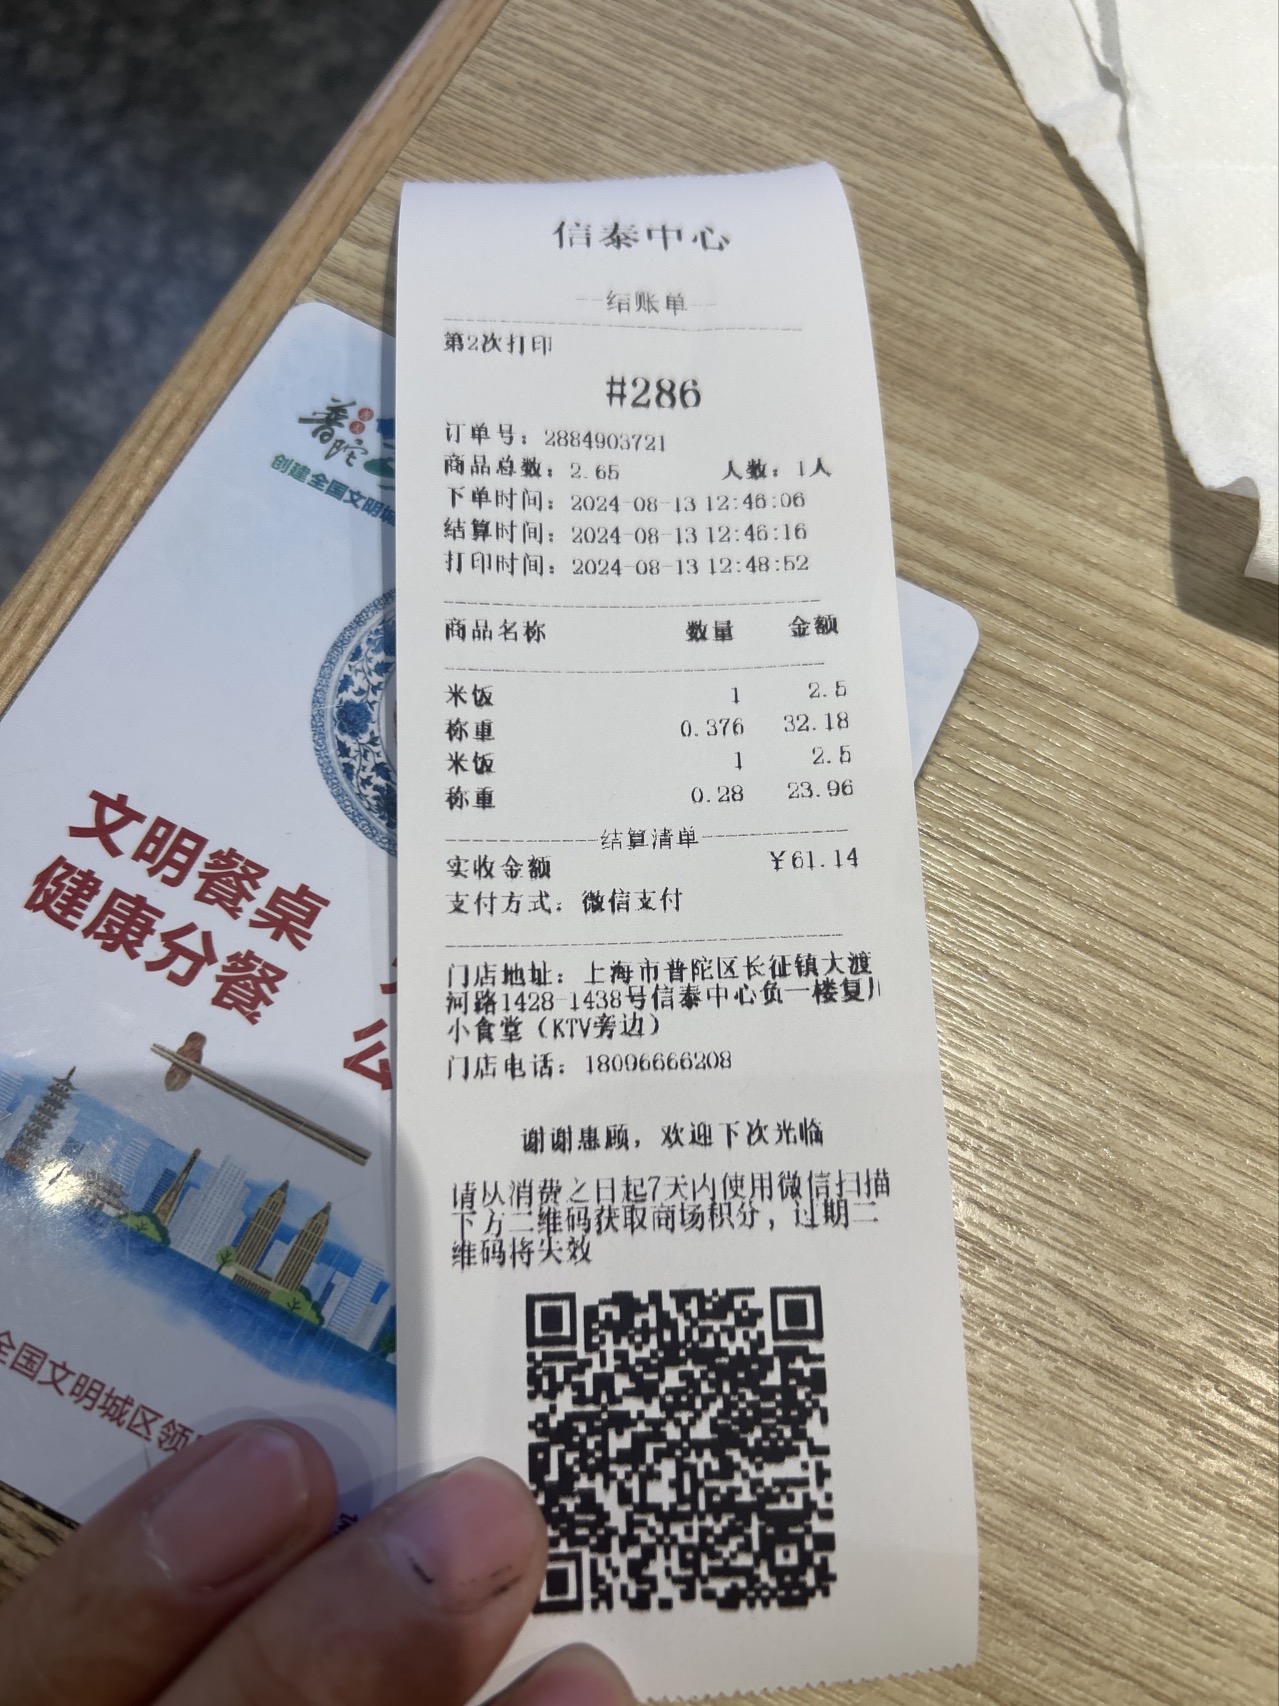 信泰中心
结账单
第2次打印
#286
订单号：2884903721
商品总数：2.65 人数：1人
下单时间：2024-08-13 12:46:06
结算时间：2024-08-13 12:46:16
打印时间：2024-08-13 12:48:52
商品名称 数量 金额
米饭 1 2.5
称重 0.376 32.18
米饭 1 2.5
称重 0.28 23.96
结算清单
实收金额 ￥61.14
支付方式：微信支付
门店地址：上海市普陀区长征镇大渡
河路1428-1438号信泰中心负一楼复
小食堂（KTV旁边）
门店电话：18096666208
谢谢惠顾，欢迎下次光临
请以消费之日起7天内使用微信扫描
下方二维码获取商场积分，过期二
维码将失效
普陀
创建全国文明城
文明餐桌
健康分餐
公
全国文明城区领